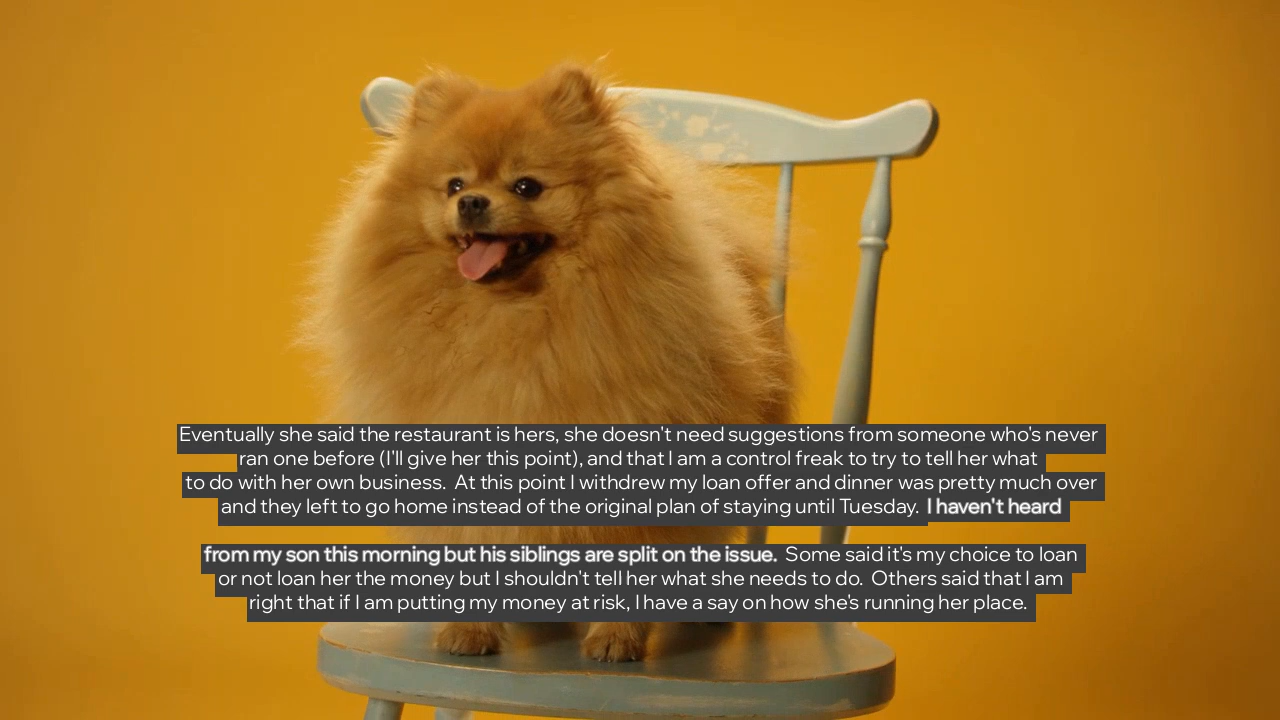 Eventually she said the restaurant is hers, she doesn't need suggestions from someone who's never
ran one before (I'll give her this point), and that I am a control freak to try to tell her what
to do with her own business. At this point I withdrew my loan offer and dinner was pretty much over
and they left to go home instead of the original plan of staying until Tuesday. I haven't heard
from my son this morning but his siblings are split on the issue. Some said it's my choice to loan
or not loan her the money but I shouldn't tell her what she needs to do. Others said that I am
right that if I am putting my money at risk, I have a say on how she's running her place.